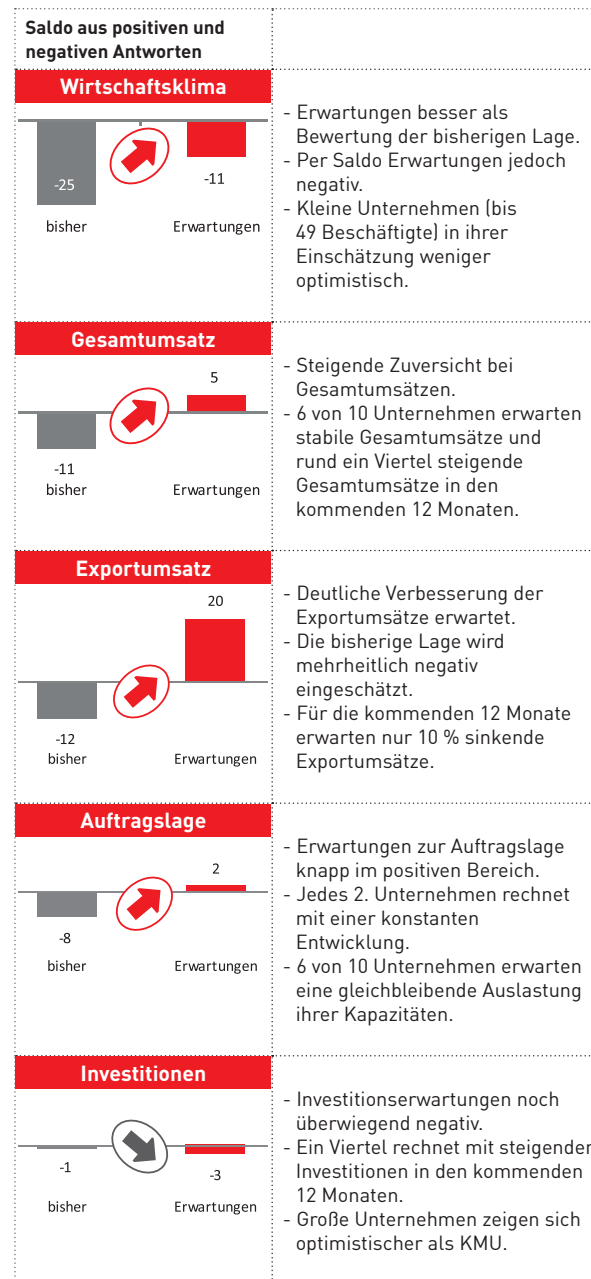 Saldo aus positiven und
negativen Antworten
Wirtschaftsklima
-25
-11
bisher
Erwartungen
- Erwartungen besser als
Bewertung der bisherigen Lage.
- Per Saldo Erwartungen jedoch
negativ.
- Kleine Unternehmen (bis
49 Beschäftigte) in ihrer
Einschätzung weniger
optimistisch.
Gesamtumsatz
5
-11
bisher
Erwartungen
- Steigende Zuversicht bei
Gesamtumsätzen.
- 6 von 10 Unternehmen erwarten
stabile Gesamtumsätze und
rund ein Viertel steigende
Gesamtumsätze in den
kommenden 12 Monaten.
Exportumsatz
20
-12
bisher
Erwartungen
- Deutliche Verbesserung der
Exportumsätze erwartet.
- Die bisherige Lage wird
mehrheitlich negativ
eingeschätzt.
- Für die kommenden 12 Monate
erwarten nur 10 % sinkende
Exportumsätze.
Auftragslage
2
-8
bisher
Erwartungen
- Erwartungen zur Auftragslage
knapp im positiven Bereich.
- Jedes 2. Unternehmen rechnet
mit einer konstanten
Entwicklung.
- 6 von 10 Unternehmen erwarten
eine gleichbleibende Auslastung
ihrer Kapazitäten.
Investitionen
-1
-3
bisher
Erwartungen
- Investitionserwartungen noch
überwiegend negativ.
- Ein Viertel rechnet mit steigenden
Investitionen in den kommenden
12 Monaten.
- Große Unternehmen zeigen sich
optimistischer als KMU.